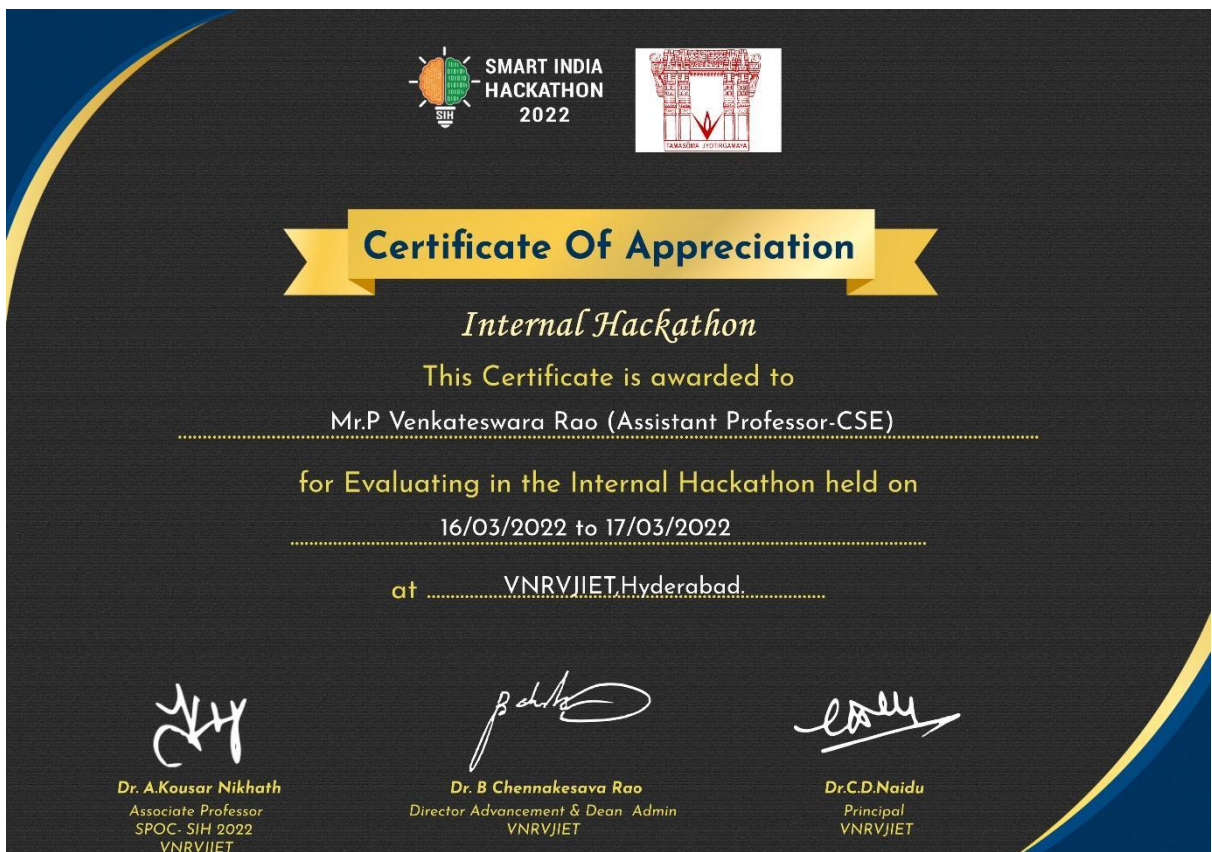 SMART INDIA
HACKATHON
2022
SIH
TAMASOMA JYOTIRGAMAYA
Certificate Of Appreciation
Internal Hackathon
This Certificate is awarded to
Mr.P Venkateswara Rao (Assistant Professor-CSE)
for Evaluating in the Internal Hackathon held on
16/03/2022 to 17/03/2022
at VNRVJIET,Hyderabad.
Dr. A.Kousar Nikhath
Associate Professor
SPOC- SIH 2022
VNRVJIET
Dr. B Chennakesava Rao
Director Advancement & Dean Admin
VNRVJIET
Dr.C.D.Naidu
Principal
VNRVJIET